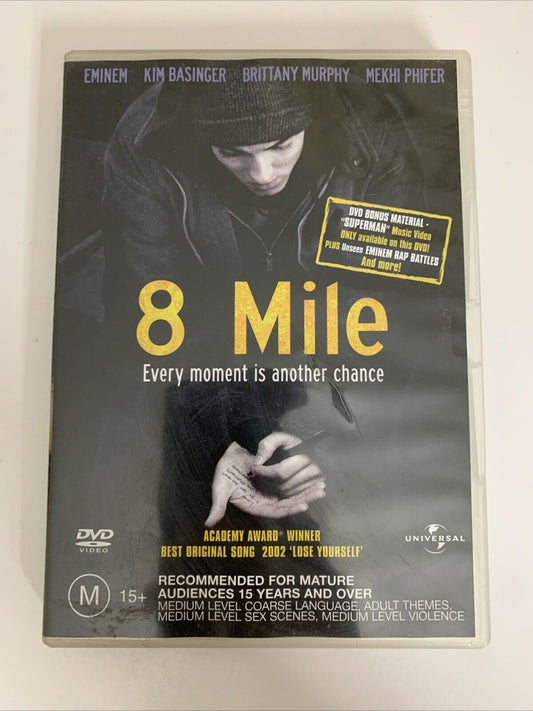 EMINEM KIM BASINGER BRITTANY MURPHY MEKHI PHIFER
DVD BONUS MATERIAL -
"SUPERMAN" Music Video
ONLY available on this DVD!
PLUS Unseen EMINEM RAP BATTLES
And more!
8 Mile
Every moment is another chance
ACADEMY AWARD® WINNER
BEST ORIGINAL SONG 2002 'LOSE YOURSELF'
DVD
VIDEO
UNIVERSAL
M 15+
RECOMMENDED FOR MATURE
AUDIENCES 15 YEARS AND OVER
MEDIUM LEVEL COARSE LANGUAGE, ADULT THEMES,
MEDIUM LEVEL SEX SCENES, MEDIUM LEVEL VIOLENCE